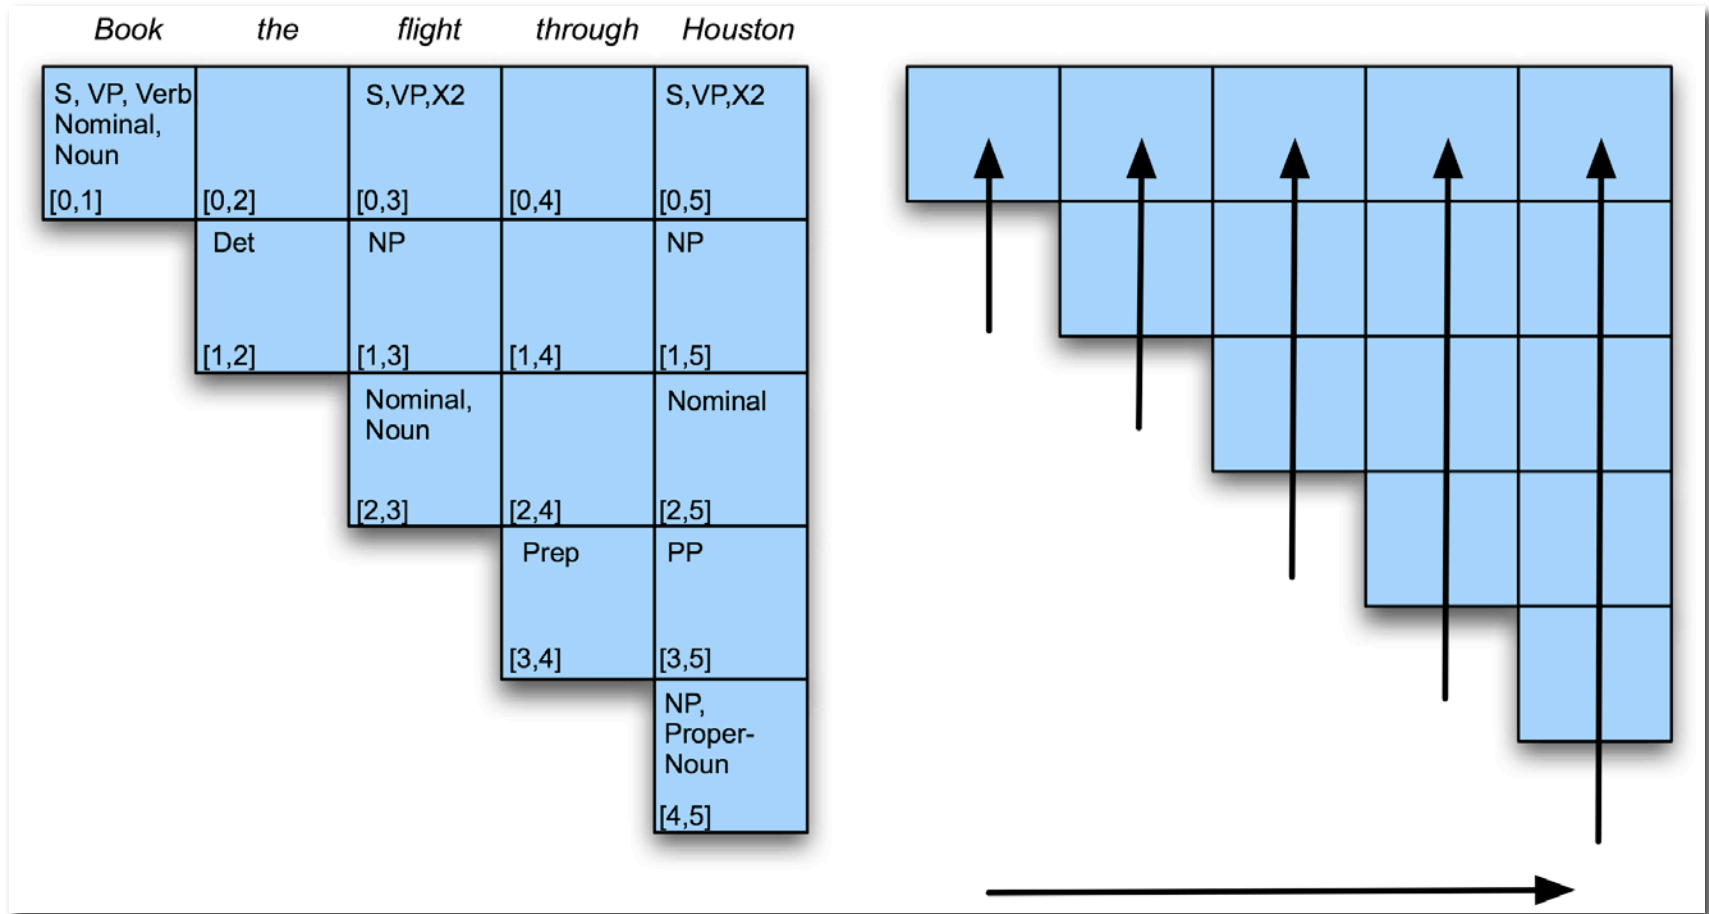 Book the flight through Houston
S, VP, Verb
Nominal,
Noun
[0,1]
[0,2]
S,VP,X2
[0,3]
[0,4]
S,VP,X2
[0,5]
Det
[1,2]
NP
[1,3]
[1,4]
NP
[1,5]
Nominal,
Noun
[2,3]
[2,4]
Nominal
[2,5]
Prep
[3,4]
PP
[3,5]
NP,
Proper-
Noun
[4,5]